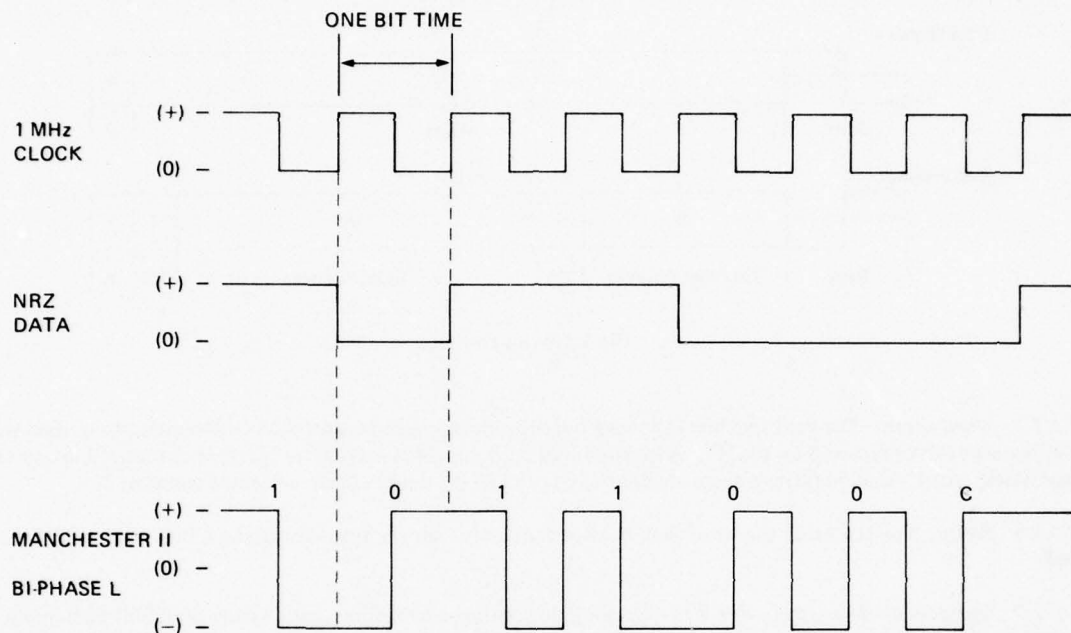 ONE BIT TIME
1 MHz
CLOCK
(+)
(0)
NRZ
DATA
(+)
(0)
1 0 1 1 0 0 C
MANCHESTER II
BI-PHASE L
(+)
(0)
(–)